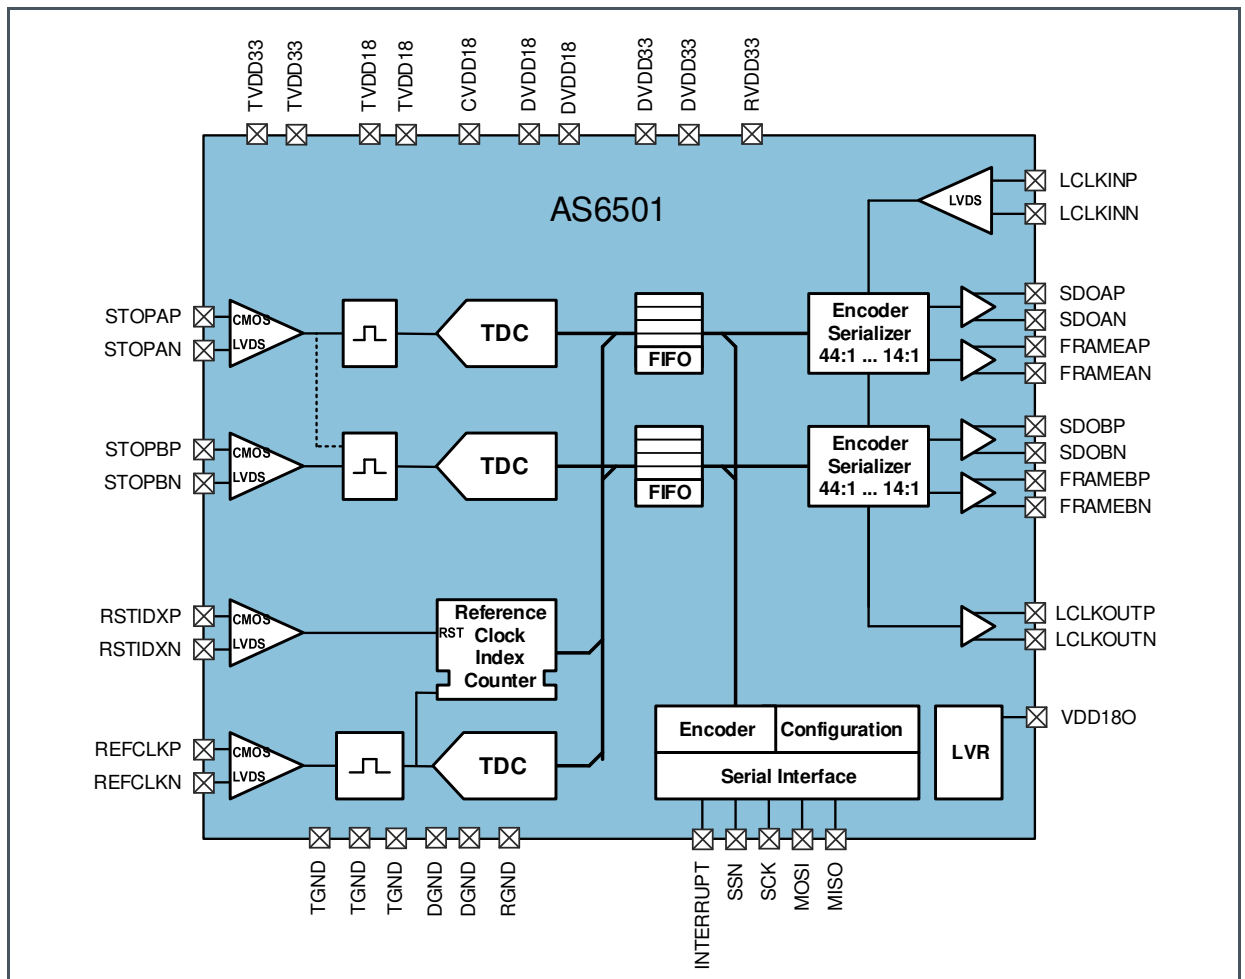 TVDD33
TVDD33
TVDD18
TVDD18
CVDD18
DVDD18
DVDD18
DVDD33
DVDD33
RVDD33
AS6501
LVDS
LCLKINP
LCLKINN
STOPAP
STOPAN
CMOS
LVDS
TDC
FIFO
Encoder
Serializer
44:1 ... 14:1
SDOAP
SDOAN
FRAMEAP
FRAMEAN
STOPBP
STOPBN
CMOS
LVDS
TDC
FIFO
Encoder
Serializer
44:1 ... 14:1
SDOBP
SDOBN
FRAMEBP
FRAMEBN
RSTIDXP
RSTIDXN
CMOS
LVDS
RST
Reference
Clock
Index
Counter
LCLKOUTP
LCLKOUTN
REFCLKP
REFCLKN
CMOS
LVDS
TDC
Encoder
Configuration
Serial Interface
LVR
VDD18O
TGND
TGND
TGND
DGND
DGND
RGND
INTERRUPT
SSN
SCK
MOSI
MISO